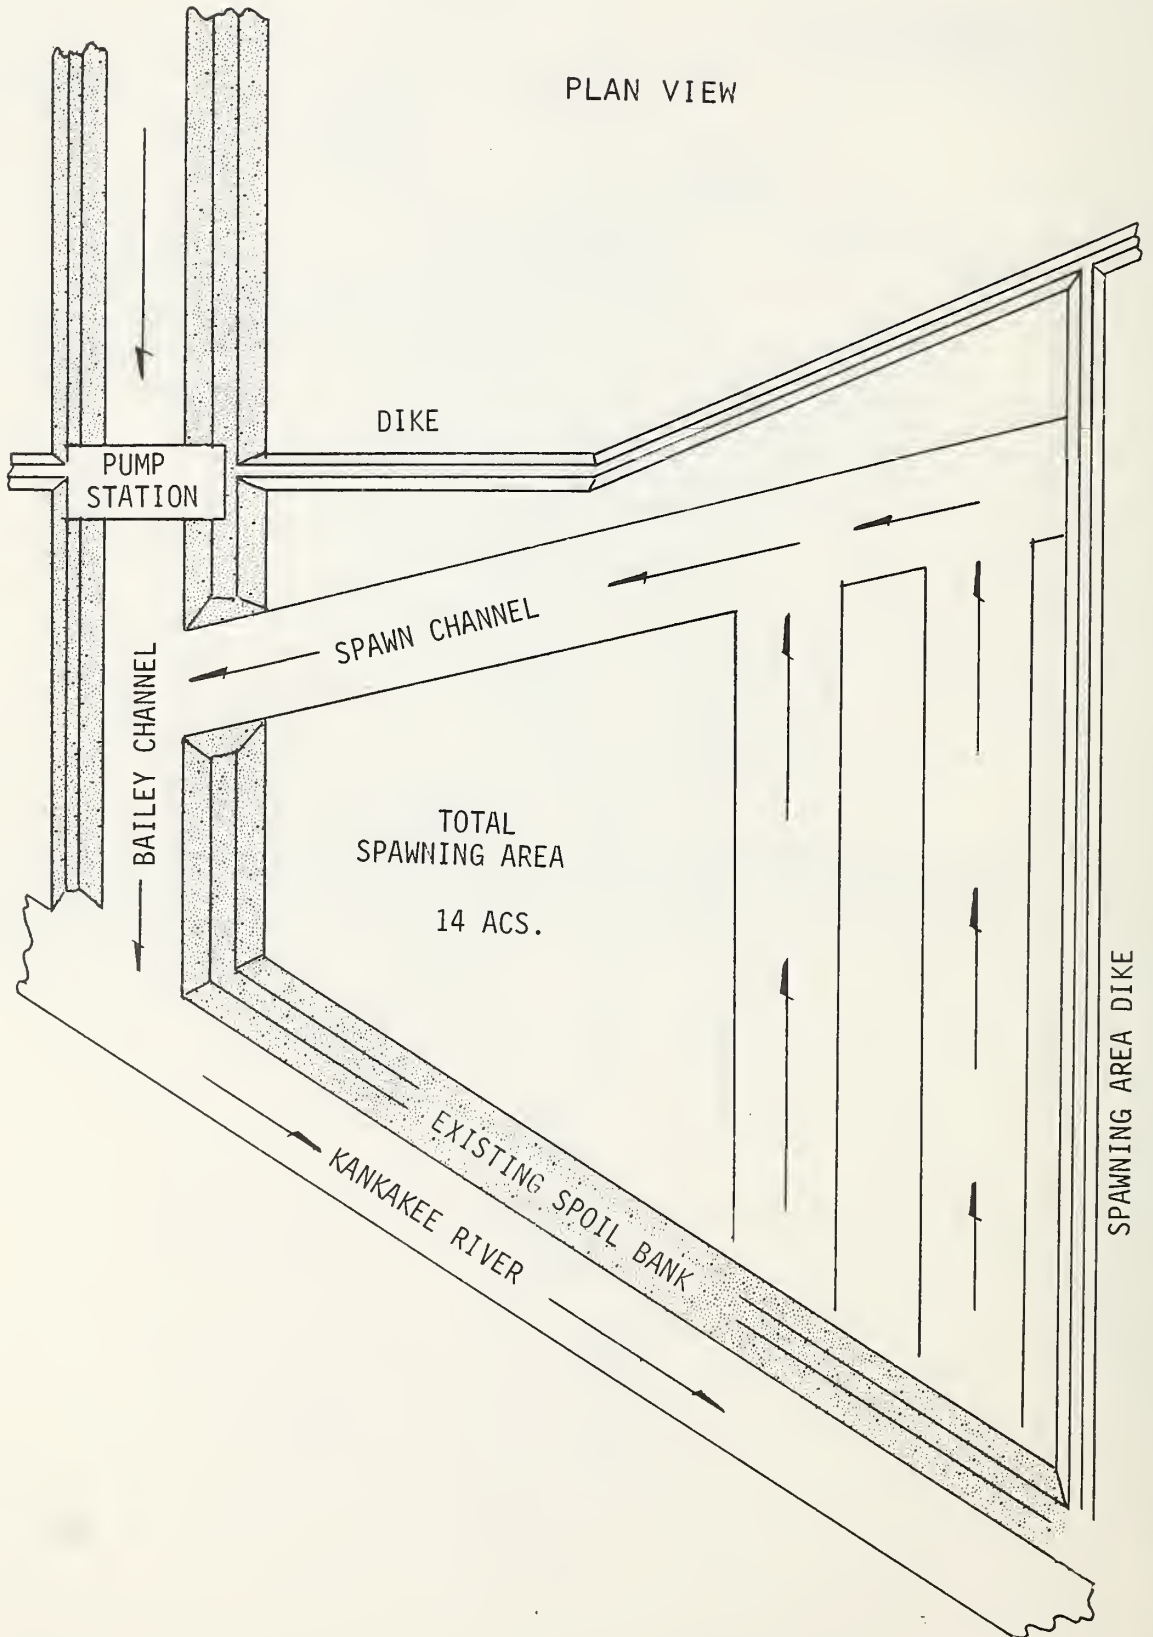 PLAN VIEW
DIKE
PUMP
STATION
SPAWN CHANNEL
BAILEY CHANNEL
TOTAL
SPAWNING AREA
14 ACS.
SPAWNING AREA DIKE
EXISTING SPOIL BANK
KANKAKEE RIVER